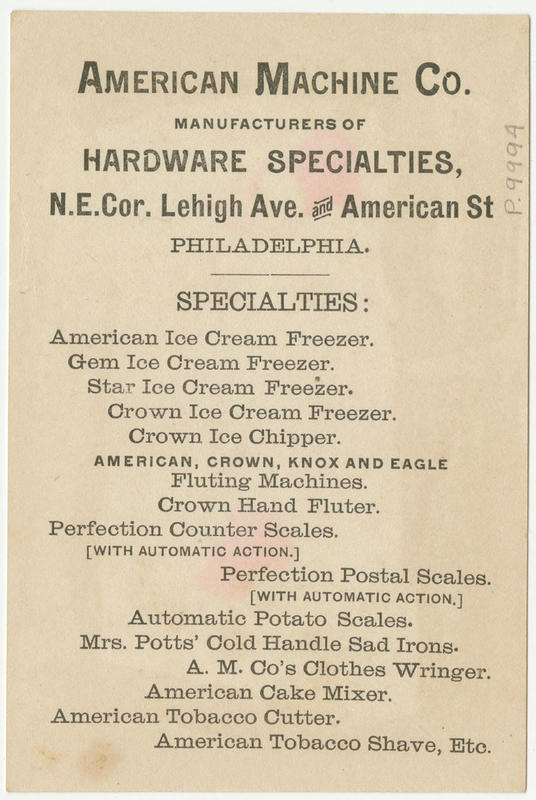 AMERICAN MACHINE CO.
MANUFACTURERS OF
HARDWARE SPECIALTIES,
N.E.Cor. Lehigh Ave. and American St
PHILADELPHIA.
SPECIALTIES:
American Ice Cream Freezer.
Gem Ice Cream Freezer.
Star Ice Cream Freezer.
Crown Ice Cream Freezer.
Crown Ice Chipper.
AMERICAN, CROWN, KNOX AND EAGLE
Fluting Machines.
Crown Hand Fluter.
Perfection Counter Scales.
[WITH AUTOMATIC ACTION.]
Perfection Postal Scales.
[WITH AUTOMATIC ACTION.]
Automatic Potato Scales.
Mrs. Potts' Cold Handle Sad Irons.
A. M. Co's Clothes Wringer.
American Cake Mixer.
American Tobacco Cutter.
American Tobacco Shave, Etc.
P.9994